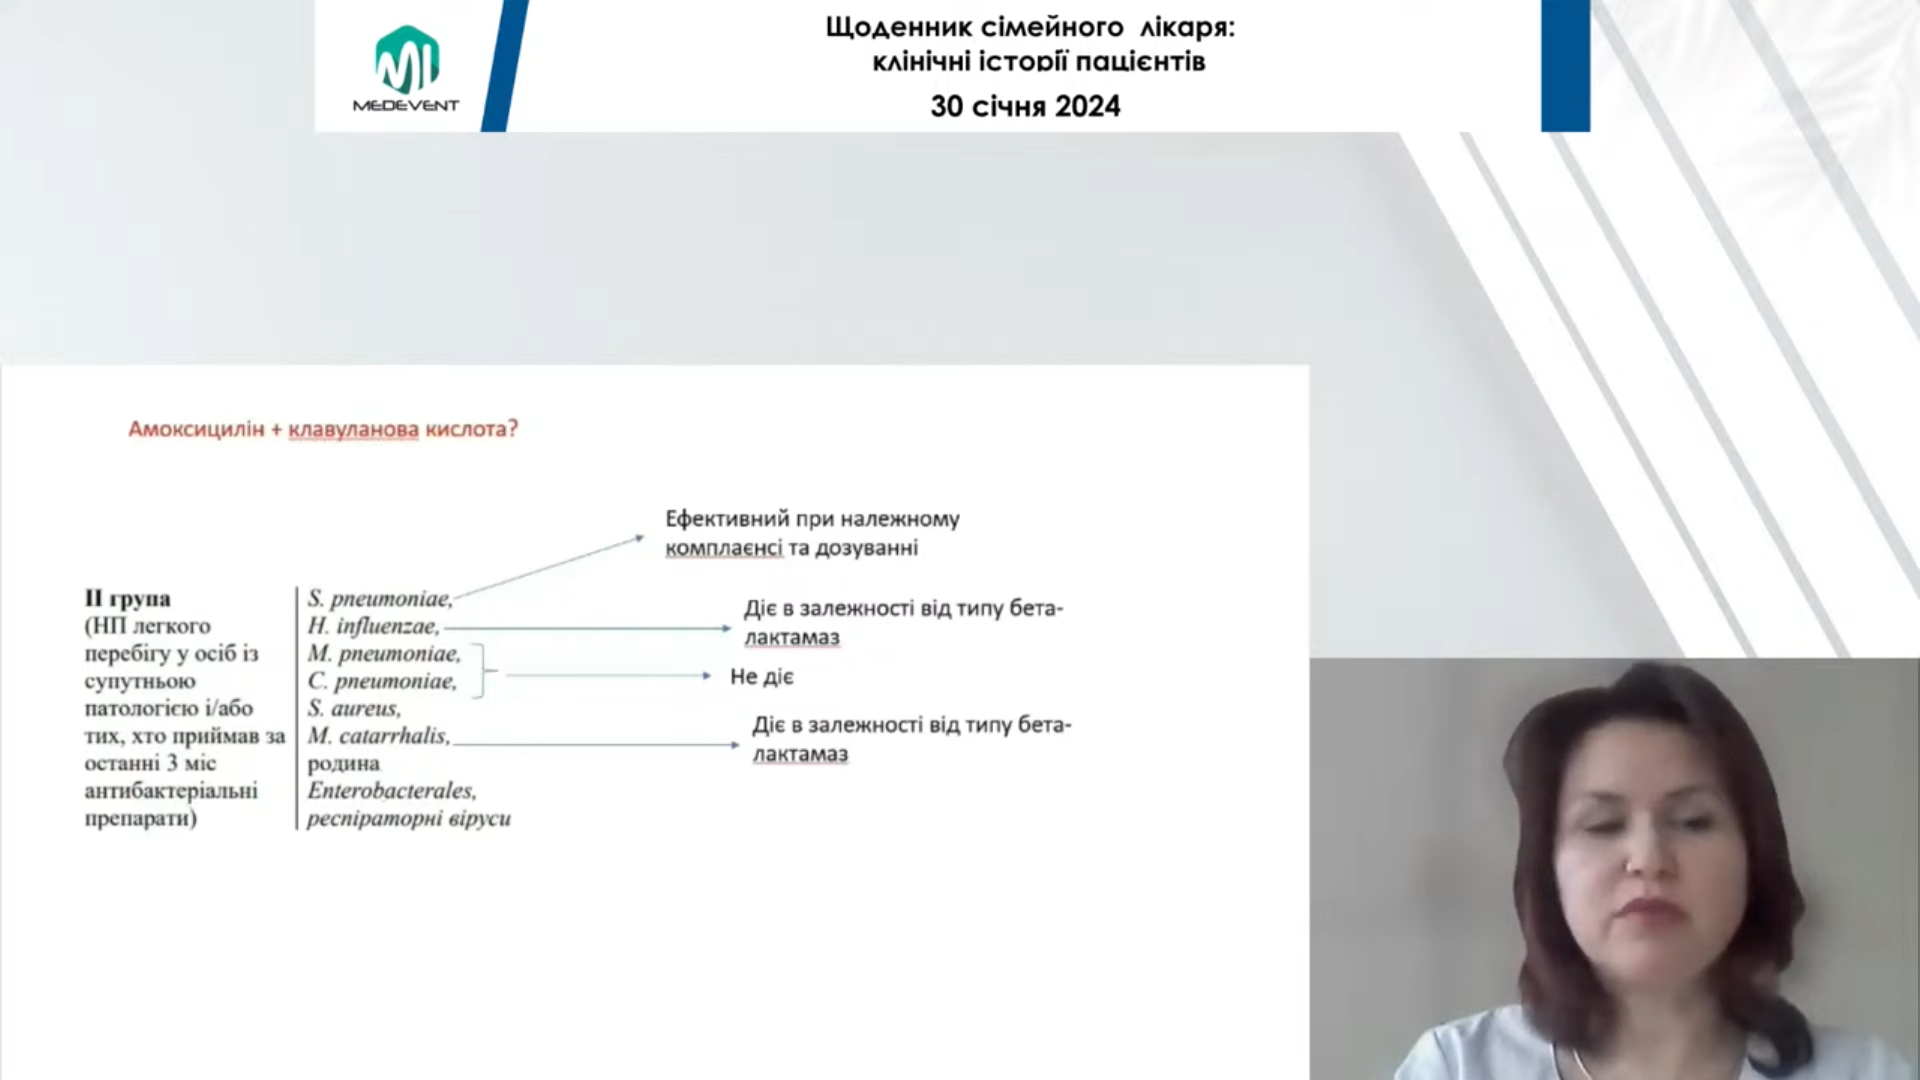 MEDEVENT
Щоденник сімейного лікаря:
клінічні історії пацієнтів
30 січня 2024
Амоксицилін + клавуланова кислота?
Ефективний при належному
комплаєнсі та дозуванні
ІІ група
(НП легкого
перебігу у осіб із
супутньою
патологією і/або
тих, хто приймав за
останні 3 міс
антибактеріальні
препарати)
S. pneumoniae,
H. influenzae,
M. pneumoniae,
C. pneumoniae,
S. aureus,
M. catarrhalis,
родина
Enterobacterales,
респіраторні віруси
Діє в залежності від типу бета-
лактамаз
Не діє
Діє в залежності від типу бета-
лактамаз